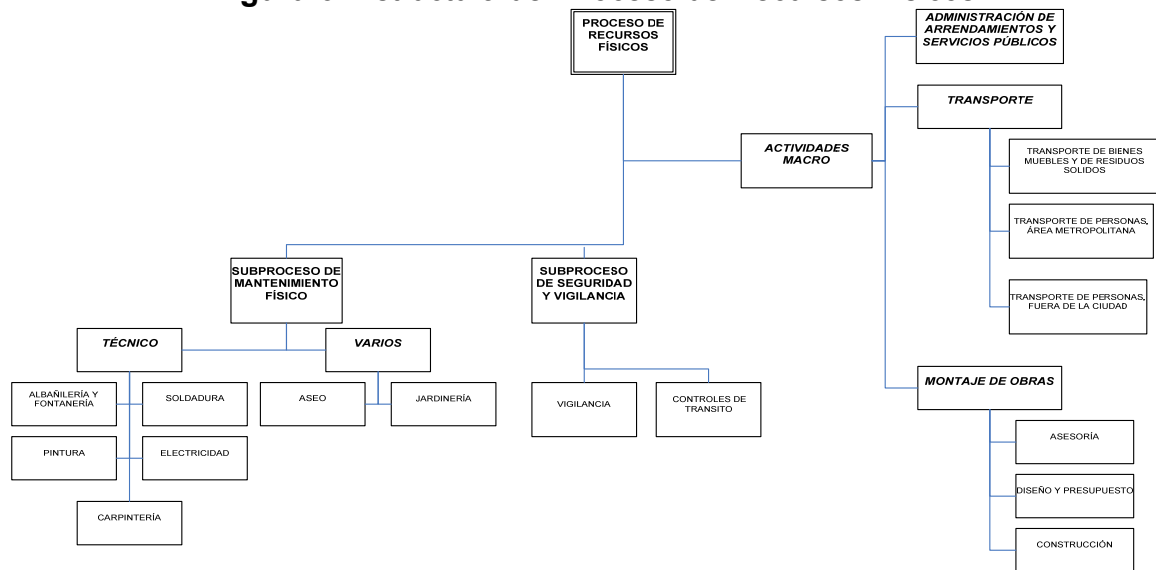 PROCESO DE
RECURSOS
FÍSICOS
ADMINISTRACIÓN DE
ARRENDAMIENTOS Y
SERVICIOS PÚBLICOS
TRANSPORTE
ACTIVIDADES
MACRO
TRANSPORTE DE BIENES
MUEBLES Y DE RESIDUOS
SOLIDOS
TRANSPORTE DE PERSONAS,
ÁREA METROPOLITANA
TRANSPORTE DE PERSONAS,
FUERA DE LA CIUDAD
SUBPROCESO DE
MANTENIMIENTO
FÍSICO
SUBPROCESO
DE SEGURIDAD
Y VIGILANCIA
TÉCNICO
VARIOS
ALBAÑILERÍA Y
FONTANERÍA
SOLDADURA
ASEO
JARDINERÍA
VIGILANCIA
CONTROLES DE
TRANSITO
PINTURA
ELECTRICIDAD
CARPINTERÍA
MONTAJE DE OBRAS
ASESORÍA
DISEÑO Y PRESUPUESTO
CONSTRUCCIÓN